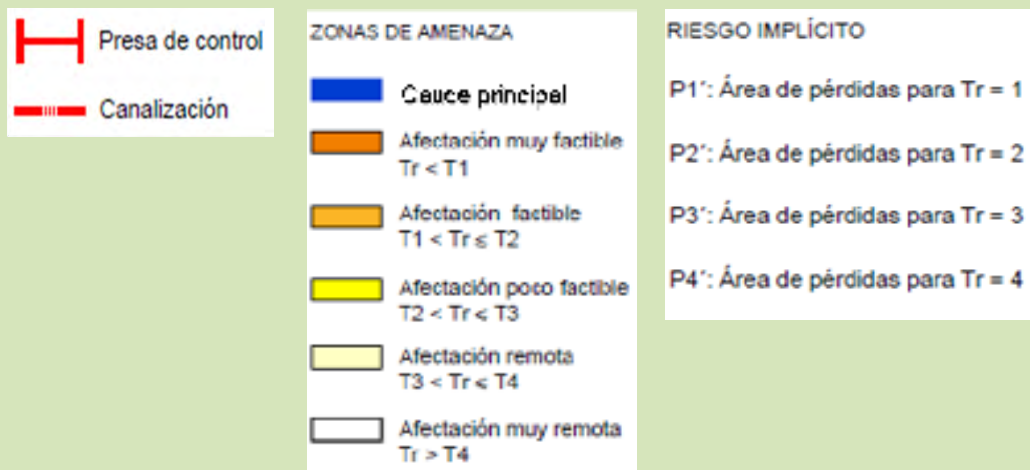 Presa de control
Canalización
ZONAS DE AMENAZA
Cauce principal
Afectación muy factible
Tr < T1
Afectación factible
T1 < Tr ≤ T2
Afectación poco factible
T2 < Tr ≤ T3
Afectación remota
T3 < Tr ≤ T4
Afectación muy remota
Tr > T4
RIESGO IMPLÍCITO
P1´: Área de pérdidas para Tr = 1
P2´: Área de pérdidas para Tr = 2
P3´: Área de pérdidas para Tr = 3
P4´: Área de pérdidas para Tr = 4